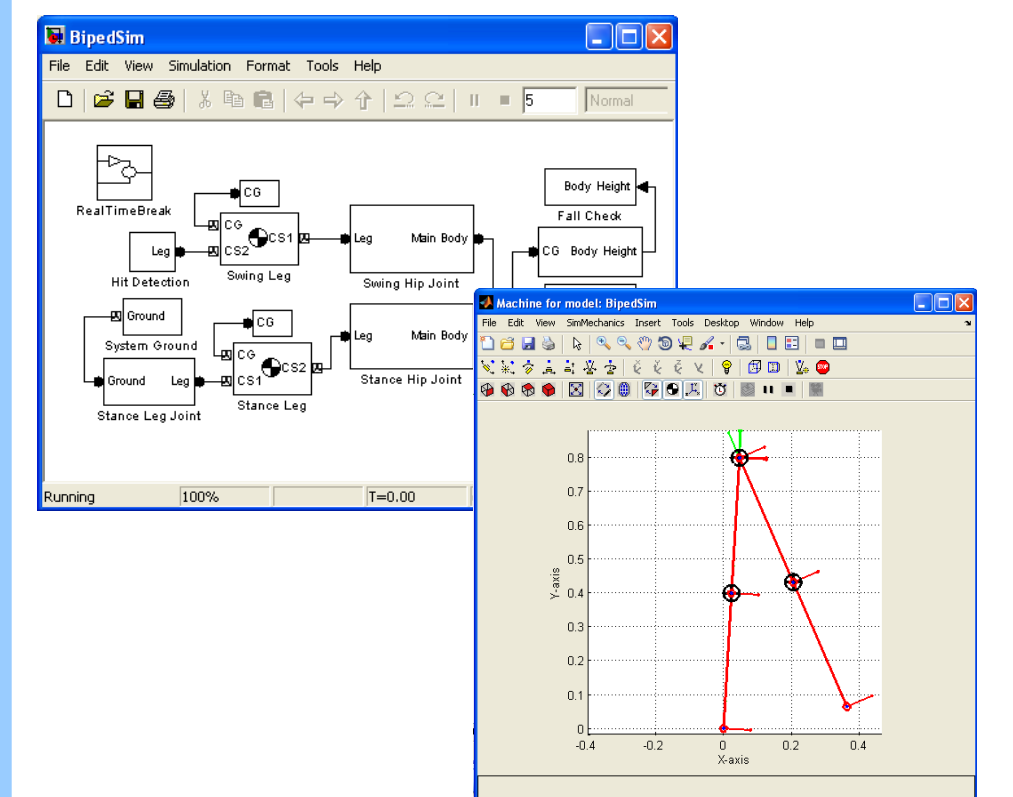 BipedSim
File Edit View Simulation Format Tools Help
5 Normal
RealTimeBreak
CG
CG
CS1
CS2
Swing Leg
Leg
Hit Detection
Leg Main Body
Swing Hip Joint
Body Height
Fall Check
CG Body Height
Ground
System Ground
CG
CG
CS2
CS1
Stance Leg
Ground Leg
Stance Leg Joint
Leg Main Body
Stance Hip Joint
Running 100% T=0.00
Machine for model: BipedSim
File Edit View SimMechanics Insert Tools Desktop Window Help
STOP
0.8
0.7
0.6
0.5
0.4
0.3
0.2
0.1
0
Y-axis
-0.4 -0.2 0 0.2 0.4
X-axis